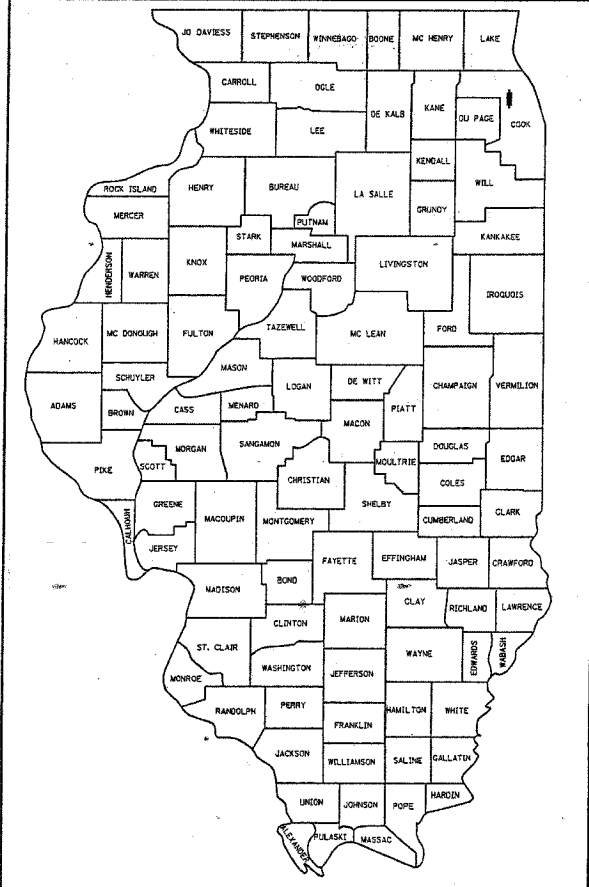 JO DAVIESS
STEPHENSON
WINNEBAGO
BOONE
MC HENRY
LAKE
CARROLL
OGLE
DE KALB
KANE
DU PAGE
COOK
WHITESIDE
LEE
KENDALL
WILL
ROCK ISLAND
HENRY
BUREAU
LA SALLE
GRUNDY
MERCER
PUTNAM
STARK
MARSHALL
KANKAKEE
HENDERSON
WARREN
KNOX
PEORIA
WOODFORD
LIVINGSTON
IROQUOIS
HANCOCK
MC DONOUGH
FULTON
TAZEWELL
MC LEAN
FORD
SCHUYLER
MASON
LOGAN
DE WITT
CHAMPAIGN
VERMILION
ADAMS
BROWN
CASS
MENARD
PIATT
MACON
PIKE
SCOTT
MORGAN
SANGAMON
MOULTRIE
DOUGLAS
EDGAR
CHRISTIAN
COLES
CALHOUN
GREENE
MACOUPIN
MONTGOMERY
SHELBY
CUMBERLAND
CLARK
JERSEY
FAYETTE
EFFINGHAM
JASPER
CRAWFORD
MADISON
BOND
CLAY
RICHLAND
LAWRENCE
CLINTON
MARION
ST. CLAIR
WAYNE
EDWARDS
WABASH
MONROE
WASHINGTON
JEFFERSON
RANDOLPH
PERRY
HAMILTON
WHITE
FRANKLIN
JACKSON
WILLIAMSON
SALINE
GALLATIN
UNION
JOHNSON
POPE
HARDIN
ALEXANDER
PULASKI
MASSAC